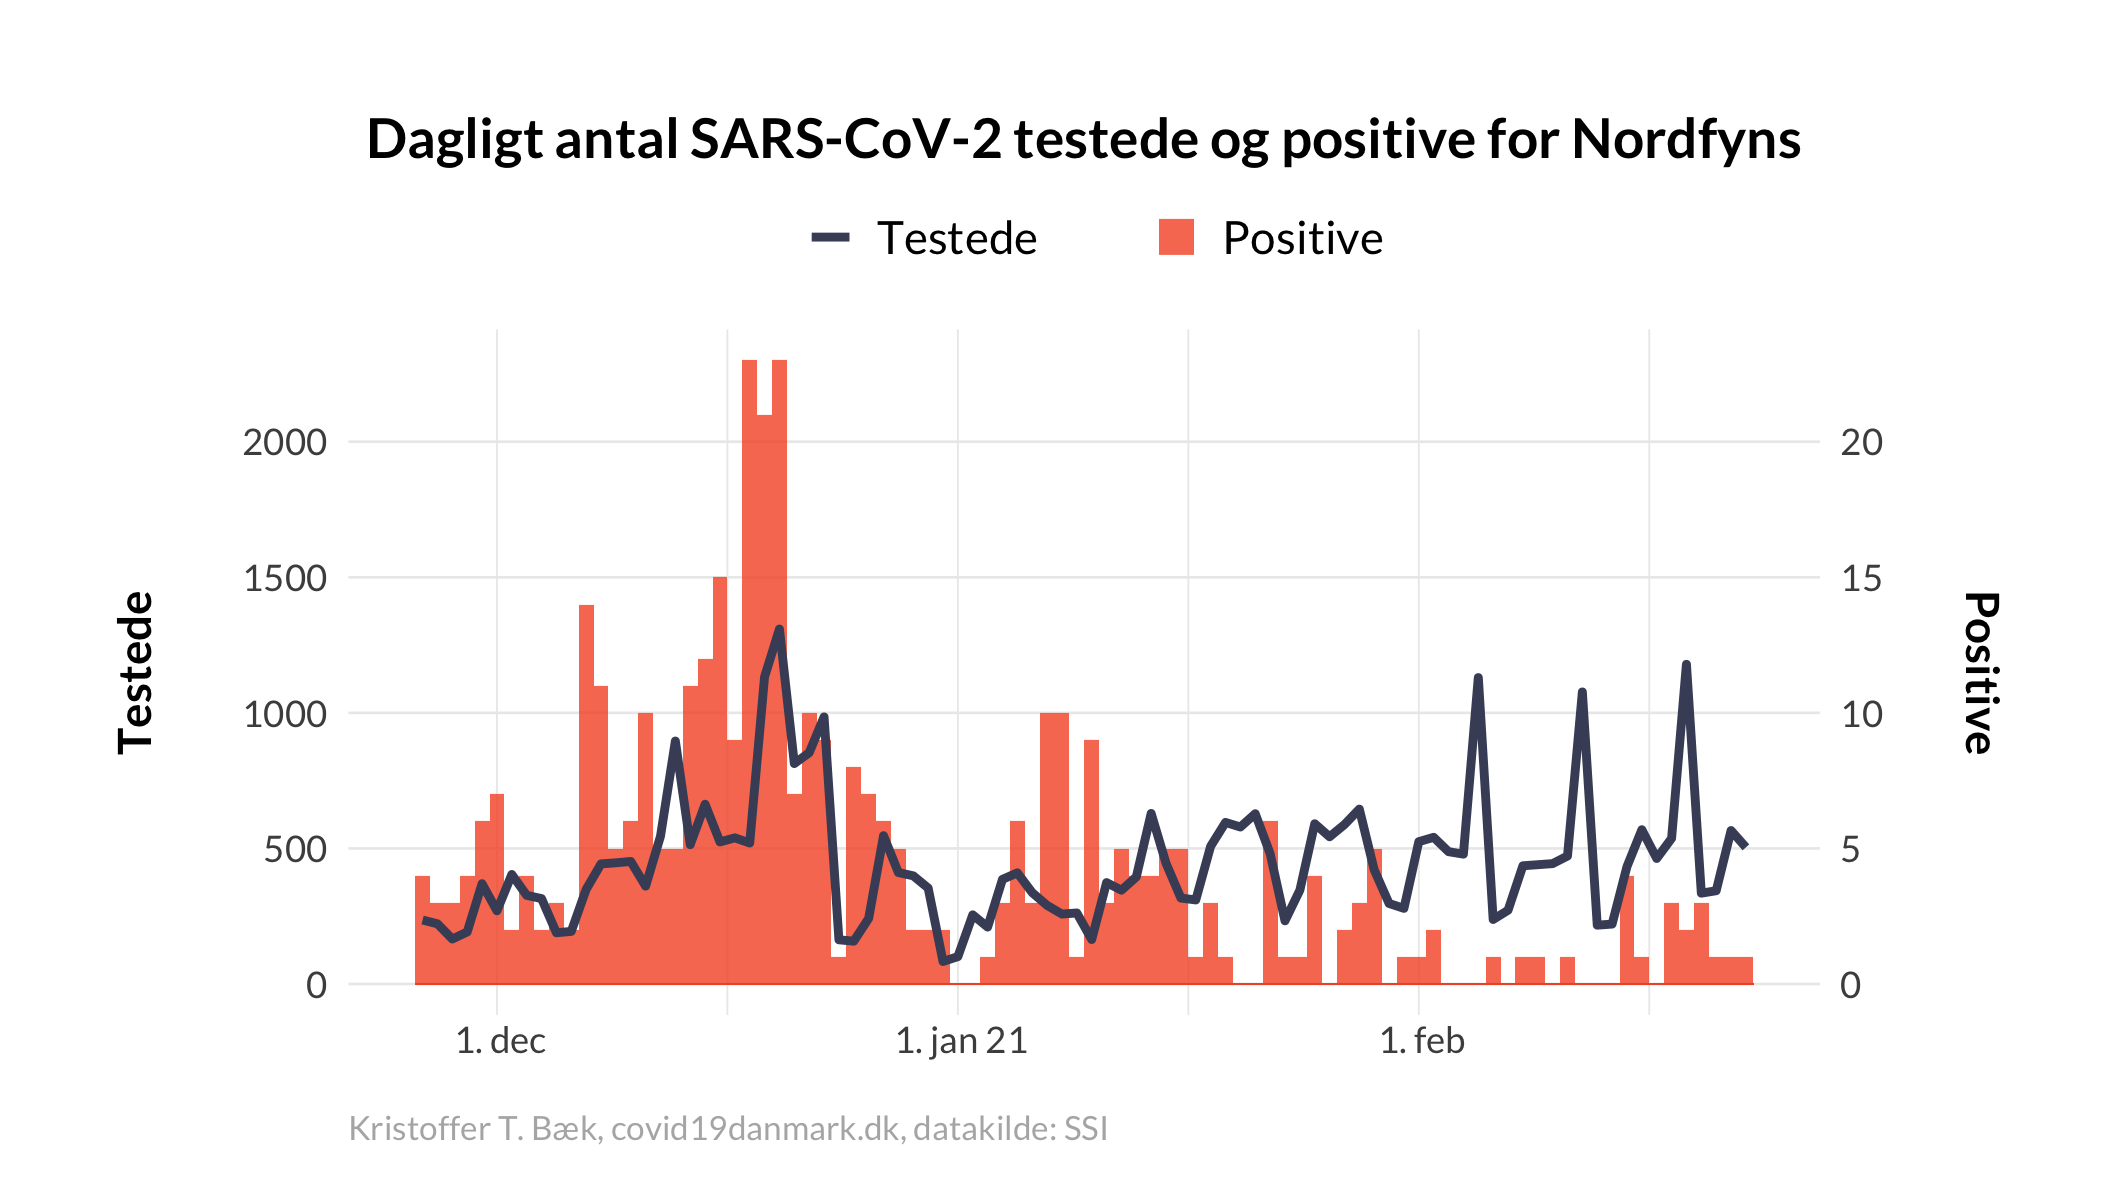 Dagligt antal SARS-CoV-2 testede og positive for Nordfyns
Testede Positive
2000 20
1500 15
1000 10
500 5
0 0
Testede
Positive
1. dec 1. jan 21 1. feb
Kristoffer T. Bæk, covid19danmark.dk, datakilde: SSI